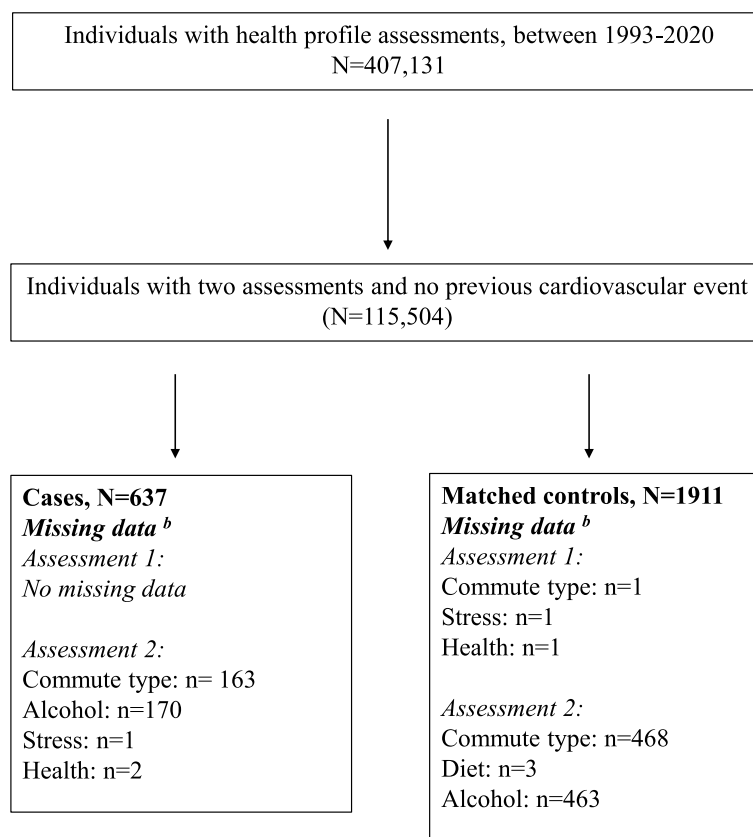 Individuals with health profile assessments, between 1993-2020
N=407,131
Individuals with two assessments and no previous cardiovascular event
(N=115,504)
Cases, N=637
Missing data b
Assessment 1:
No missing data
Assessment 2:
Commute type: n= 163
Alcohol: n=170
Stress: n=1
Health: n=2
Matched controls, N=1911
Missing data b
Assessment 1:
Commute type: n=1
Stress: n=1
Health: n=1
Assessment 2:
Commute type: n=468
Diet: n=3
Alcohol: n=463